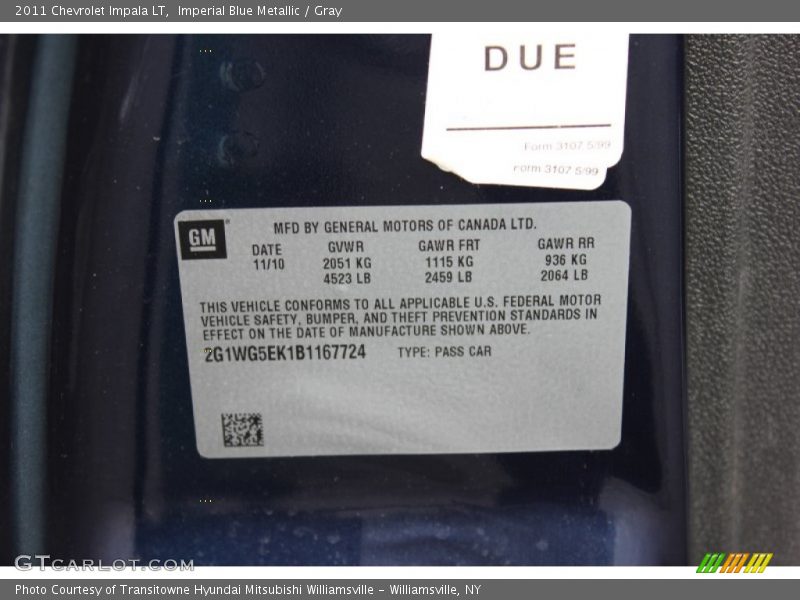 2011 Chevrolet Impala LT, Imperial Blue Metallic / Gray
DUE
Form 3107 5/99
Form 3107 5/99
GM ®
MFD BY GENERAL MOTORS OF CANADA LTD.
DATE GVWR GAWR FRT GAWR RR
11/10 2051 KG 1115 KG 936 KG
4523 LB 2459 LB 2064 LB
THIS VEHICLE CONFORMS TO ALL APPLICABLE U.S. FEDERAL MOTOR
VEHICLE SAFETY, BUMPER, AND THEFT PREVENTION STANDARDS IN
EFFECT ON THE DATE OF MANUFACTURE SHOWN ABOVE.
2G1WG5EK1B1167724 TYPE: PASS CAR
GTCARLOT.COM
Photo Courtesy of Transitowne Hyundai Mitsubishi Williamsville – Williamsville, NY